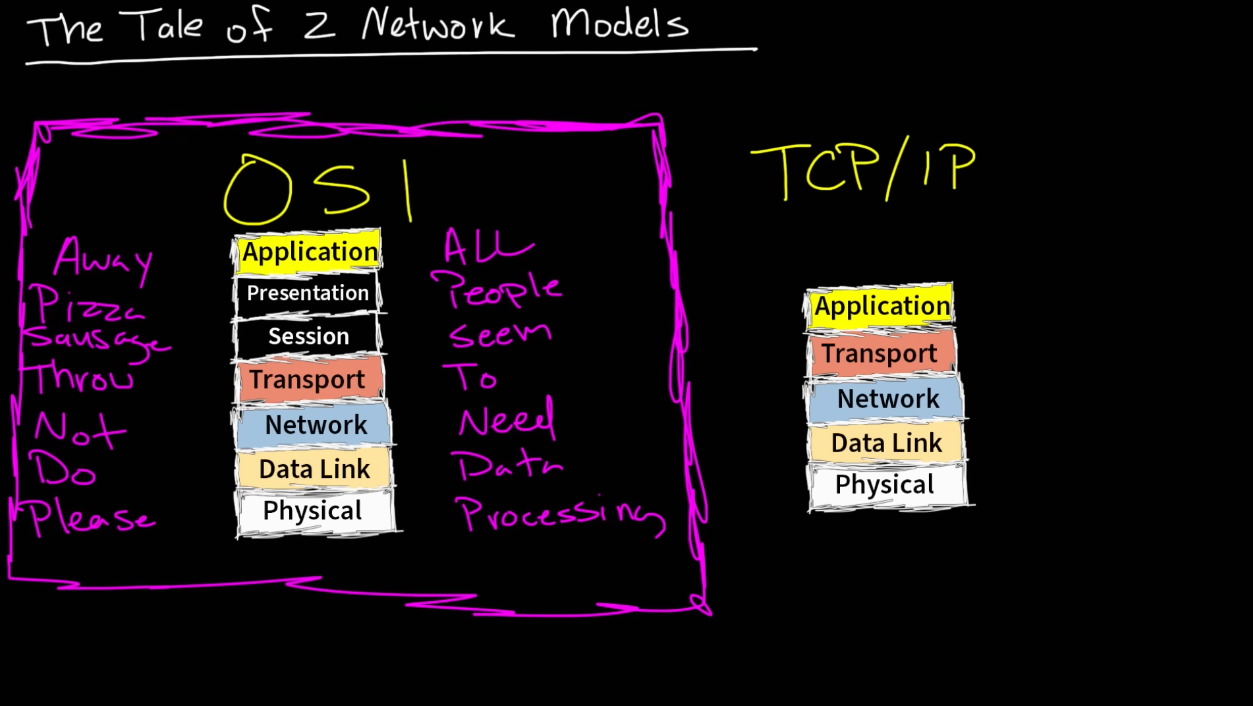 The Tale of 2 Network Models
OSI
TCP/IP
Away Application ALL
Pizza Presentation People
Sausage Session Seem
Throw Transport To
Not Network Need
Do Data Link Data
Please Physical Processing
Application
Transport
Network
Data Link
Physical